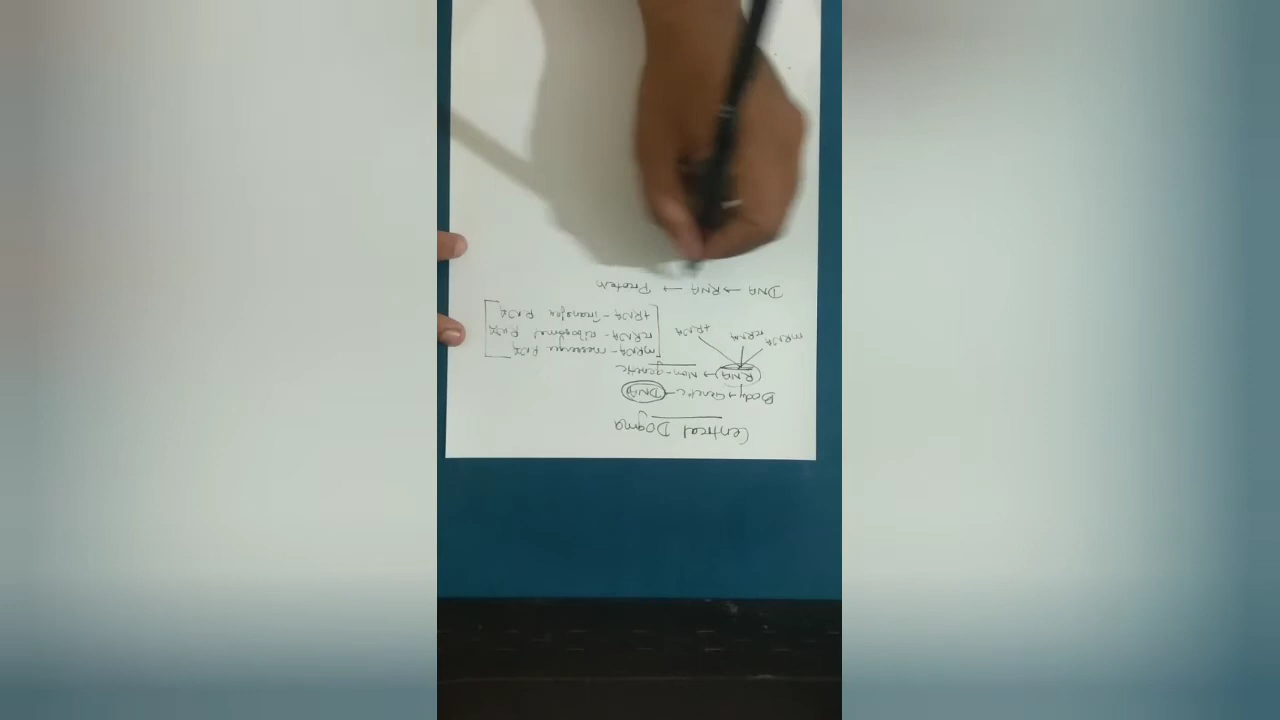 Central Dogma
Body → Genetic — DNA
RNA → Non-genetic
mRNA rRNA tRNA
mRNA - messenger RNA
rRNA - ribosomal RNA
tRNA - Transfer RNA
DNA → RNA → Protein